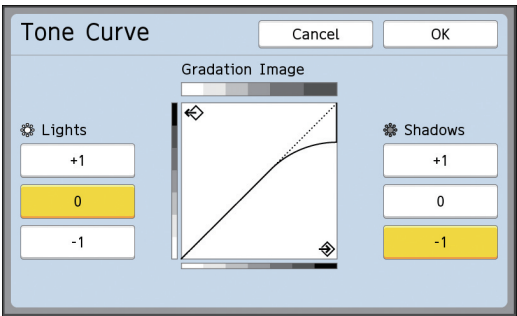 Tone Curve
Cancel
OK
Gradation Image
Lights
Shadows
+1
+1
0
0
-1
-1